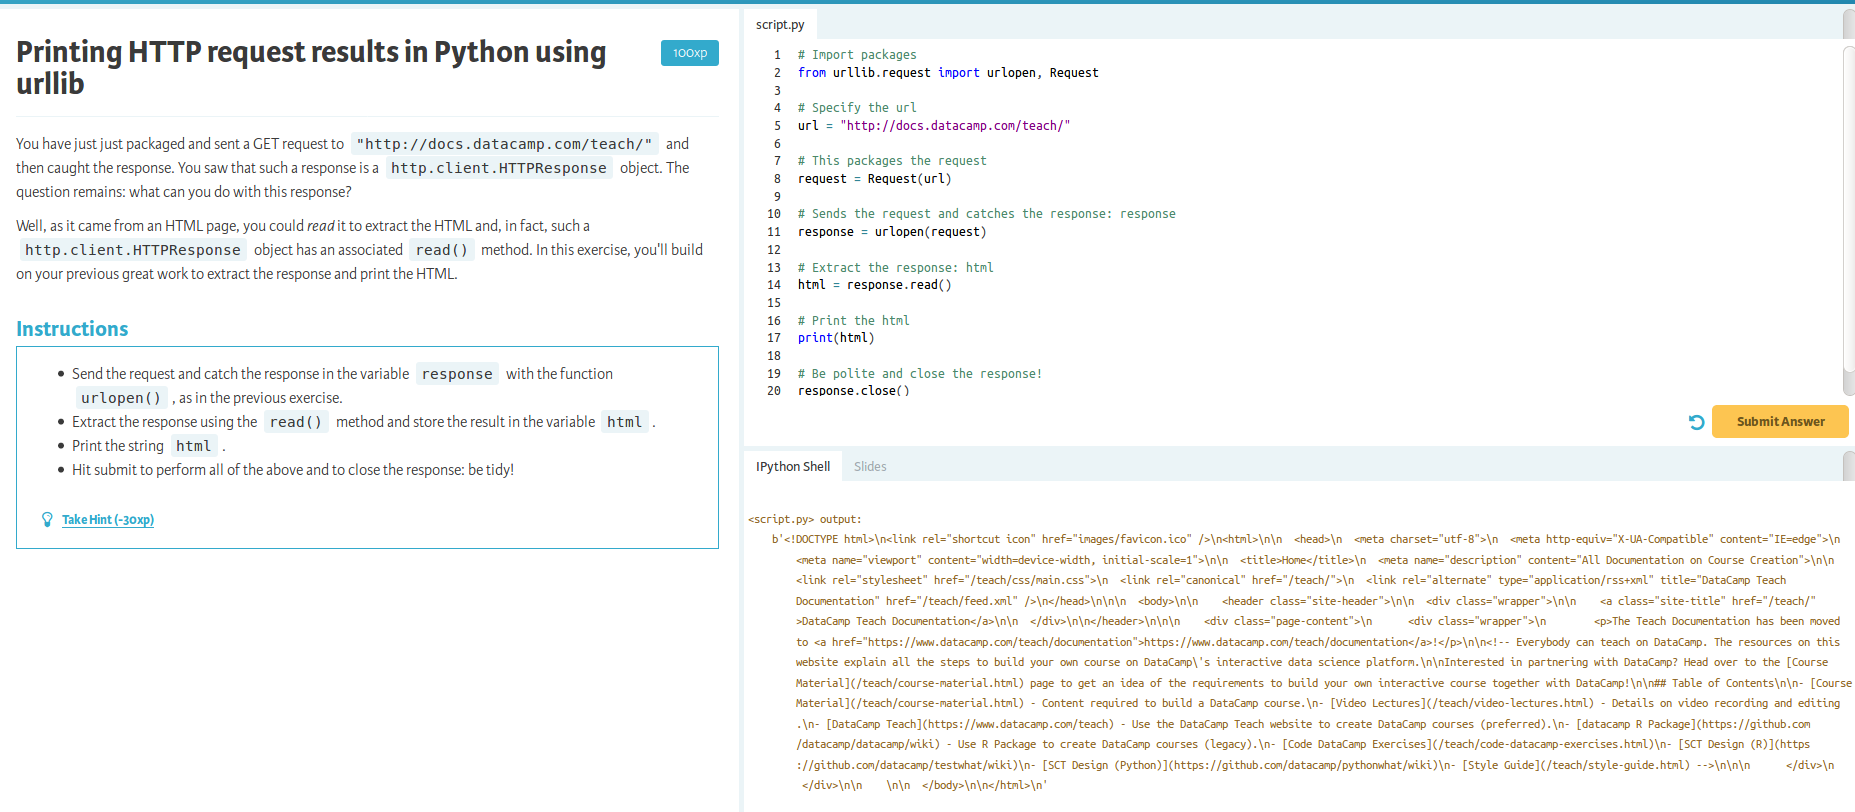 Printing HTTP request results in Python using
urllib
100xp
You have just just packaged and sent a GET request to "http://docs.datacamp.com/teach/" and
then caught the response. You saw that such a response is a http.client.HTTPResponse object. The
question remains: what can you do with this response?
Well, as it came from an HTML page, you could read it to extract the HTML and, in fact, such a
http.client.HTTPResponse object has an associated read() method. In this exercise, you'll build
on your previous great work to extract the response and print the HTML.
Instructions
• Send the request and catch the response in the variable response with the function
urlopen() , as in the previous exercise.
• Extract the response using the read() method and store the result in the variable html .
• Print the string html .
• Hit submit to perform all of the above and to close the response: be tidy!
Take Hint (-30xp)
script.py
1 # Import packages
2 from urllib.request import urlopen, Request
3
4 # Specify the url
5 url = "http://docs.datacamp.com/teach/"
6
7 # This packages the request
8 request = Request(url)
9
10 # Sends the request and catches the response: response
11 response = urlopen(request)
12
13 # Extract the response: html
14 html = response.read()
15
16 # Print the html
17 print(html)
18
19 # Be polite and close the response!
20 response.close()
Submit Answer
IPython Shell Slides
<script.py> output:
b'<!DOCTYPE html>\n<link rel="shortcut icon" href="images/favicon.ico" />\n<html>\n\n  <head>\n  <meta charset="utf-8">\n  <meta http-equiv="X-UA-Compatible" content="IE=edge">\n
<meta name="viewport" content="width=device-width, initial-scale=1">\n\n  <title>Home</title>\n  <meta name="description" content="All Documentation on Course Creation">\n\n
<link rel="stylesheet" href="/teach/css/main.css">\n  <link rel="canonical" href="/teach/">\n  <link rel="alternate" type="application/rss+xml" title="DataCamp Teach
Documentation" href="/teach/feed.xml" />\n</head>\n\n\n  <body>\n\n    <header class="site-header">\n\n  <div class="wrapper">\n\n    <a class="site-title" href="/teach/"
>DataCamp Teach Documentation</a>\n\n  </div>\n\n</header>\n\n\n    <div class="page-content">\n      <div class="wrapper">\n        <p>The Teach Documentation has been moved
to <a href="https://www.datacamp.com/teach/documentation">https://www.datacamp.com/teach/documentation</a>!</p>\n\n<!-- Everybody can teach on DataCamp. The resources on this
website explain all the steps to build your own course on DataCamp\'s interactive data science platform.\n\nInterested in partnering with DataCamp? Head over to the [Course
Material](/teach/course-material.html) page to get an idea of the requirements to build your own interactive course together with DataCamp!\n\n## Table of Contents\n\n- [Course
Material](/teach/course-material.html) - Content required to build a DataCamp course.\n- [Video Lectures](/teach/video-lectures.html) - Details on video recording and editing
.\n- [DataCamp Teach](https://www.datacamp.com/teach) - Use the DataCamp Teach website to create DataCamp courses (preferred).\n- [datacamp R Package](https://github.com
/datacamp/datacamp/wiki) - Use R Package to create DataCamp courses (legacy).\n- [Code DataCamp Exercises](/teach/code-datacamp-exercises.html)\n- [SCT Design (R)](https
://github.com/datacamp/testwhat/wiki)\n- [SCT Design (Python)](https://github.com/datacamp/pythonwhat/wiki)\n- [Style Guide](/teach/style-guide.html) -->\n\n\n      </div>\n
</div>\n\n    \n\n  </body>\n\n</html>\n'